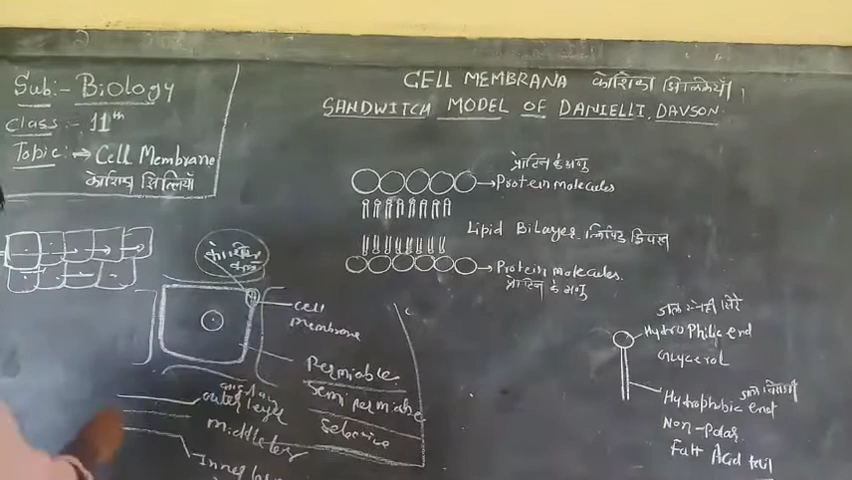 Sub:- Biology
Class :- 11th
Topic:- → Cell Membrane
कोशिका झिल्लियाँ
CELL MEMBRANA कोशिका झिल्लियाँ
SANDWITCH MODEL OF DANIELLI, DAVSON
प्रोटिन के अणु
Protein molecules
Lipid BiLayer लिपिड द्विपरत
Protein molecules.
प्रोटिन के अणु
Cell
membrane
Permiable
Semi permiable
Selective
outer layer
middle
Inner
Hydro Philic end
Glycerol
Hydrophobic end
Non-Polar
Fatt Acid tail